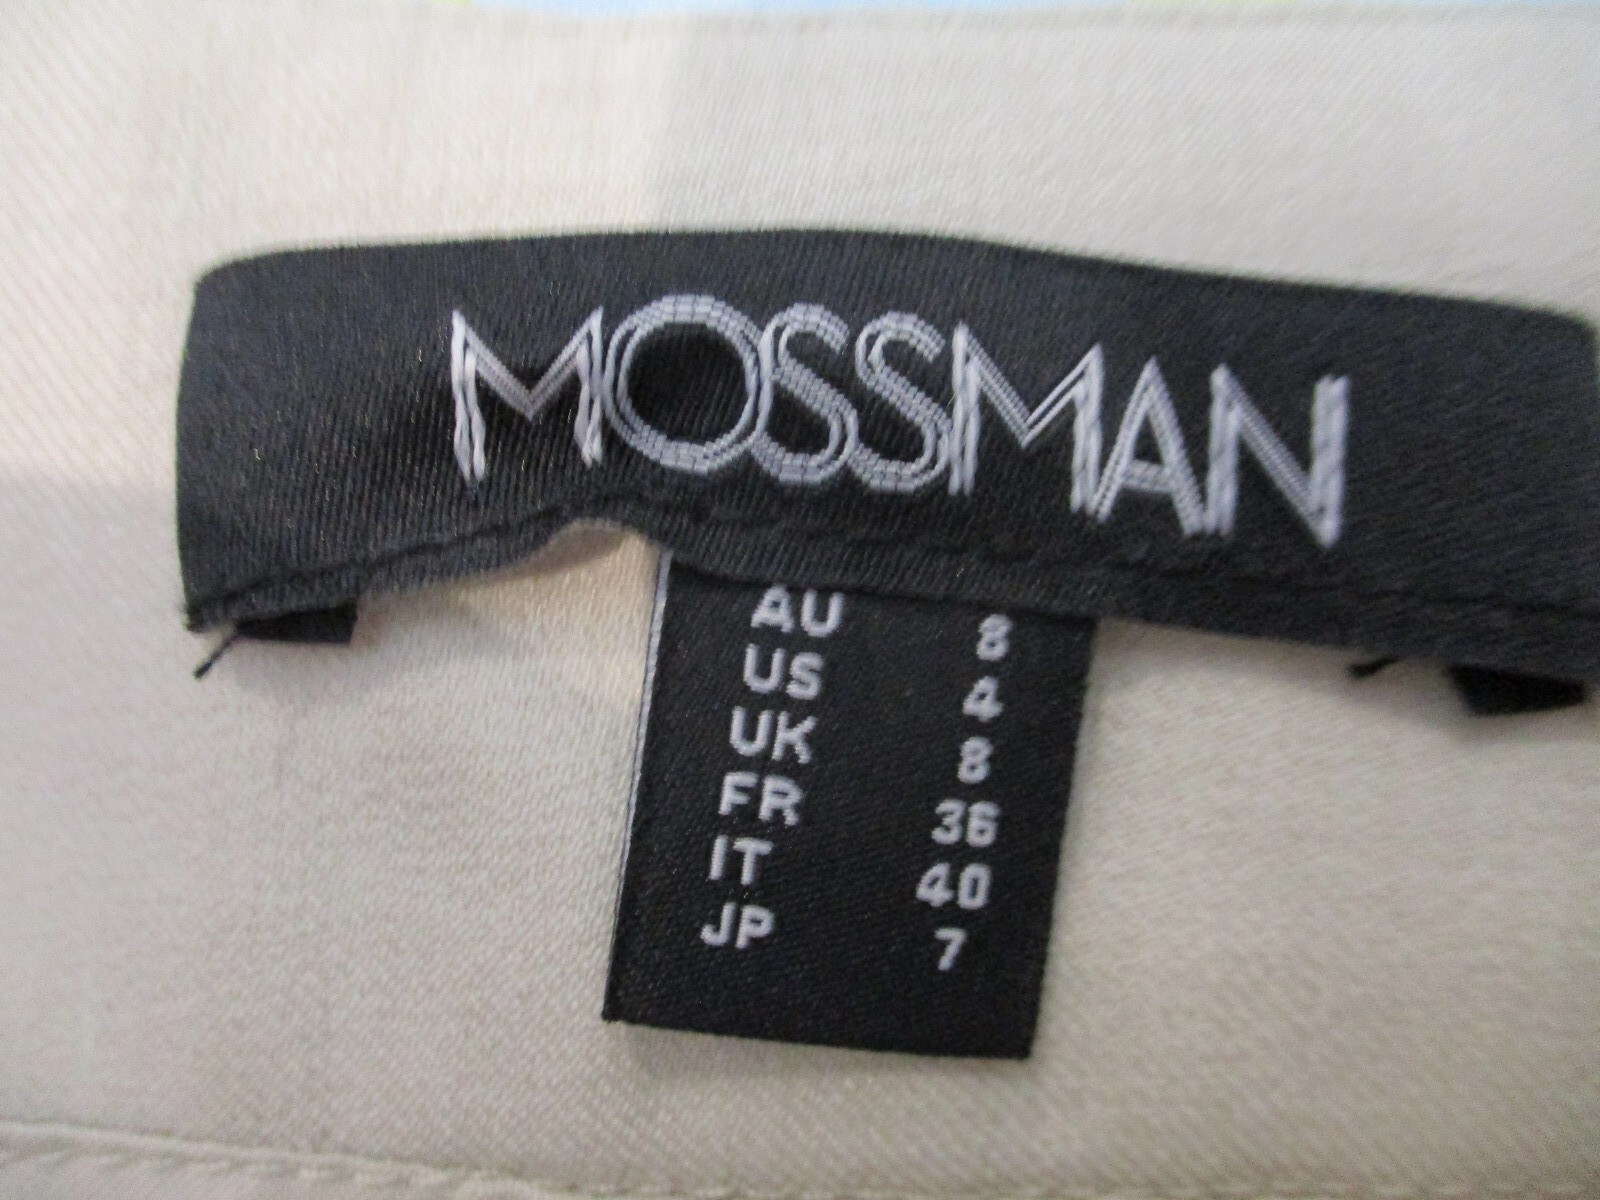 MOSSMAN
AU 8
US 4
UK 8
FR 36
IT 40
JP 7